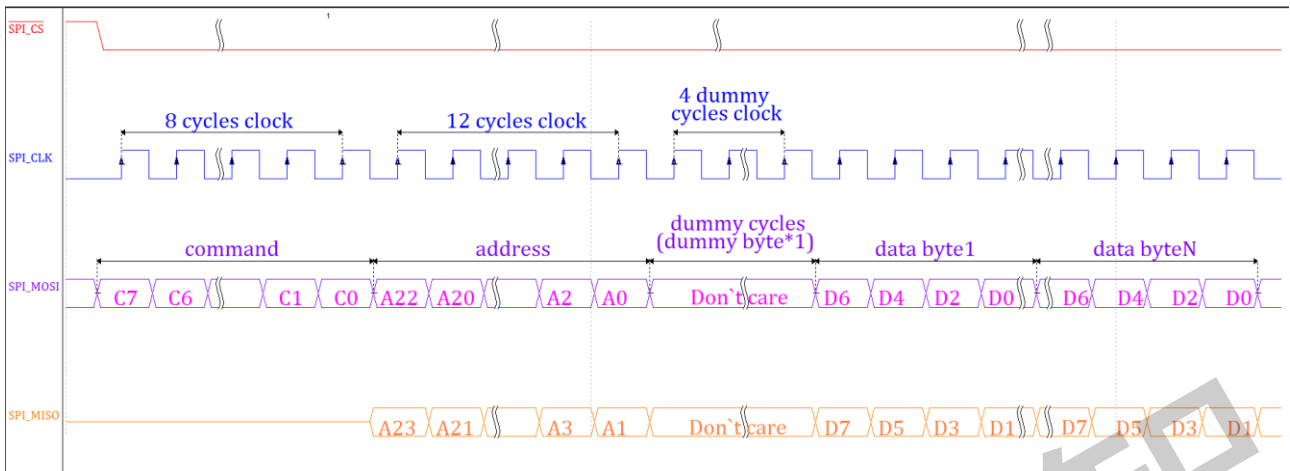 1
SPI_CS
4 dummy
cycles clock
8 cycles clock
12 cycles clock
SPI_CLK
dummy cycles
(dummy byte*1)
command
address
data byte1
data byteN
SPI_MOSI
C7 C6 C1 C0 A22 A20 A2 A0 Don`t care D6 D4 D2 D0 D6 D4 D2 D0
SPI_MISO
A23 A21 A3 A1 Don`t care D7 D5 D3 D1 D7 D5 D3 D1